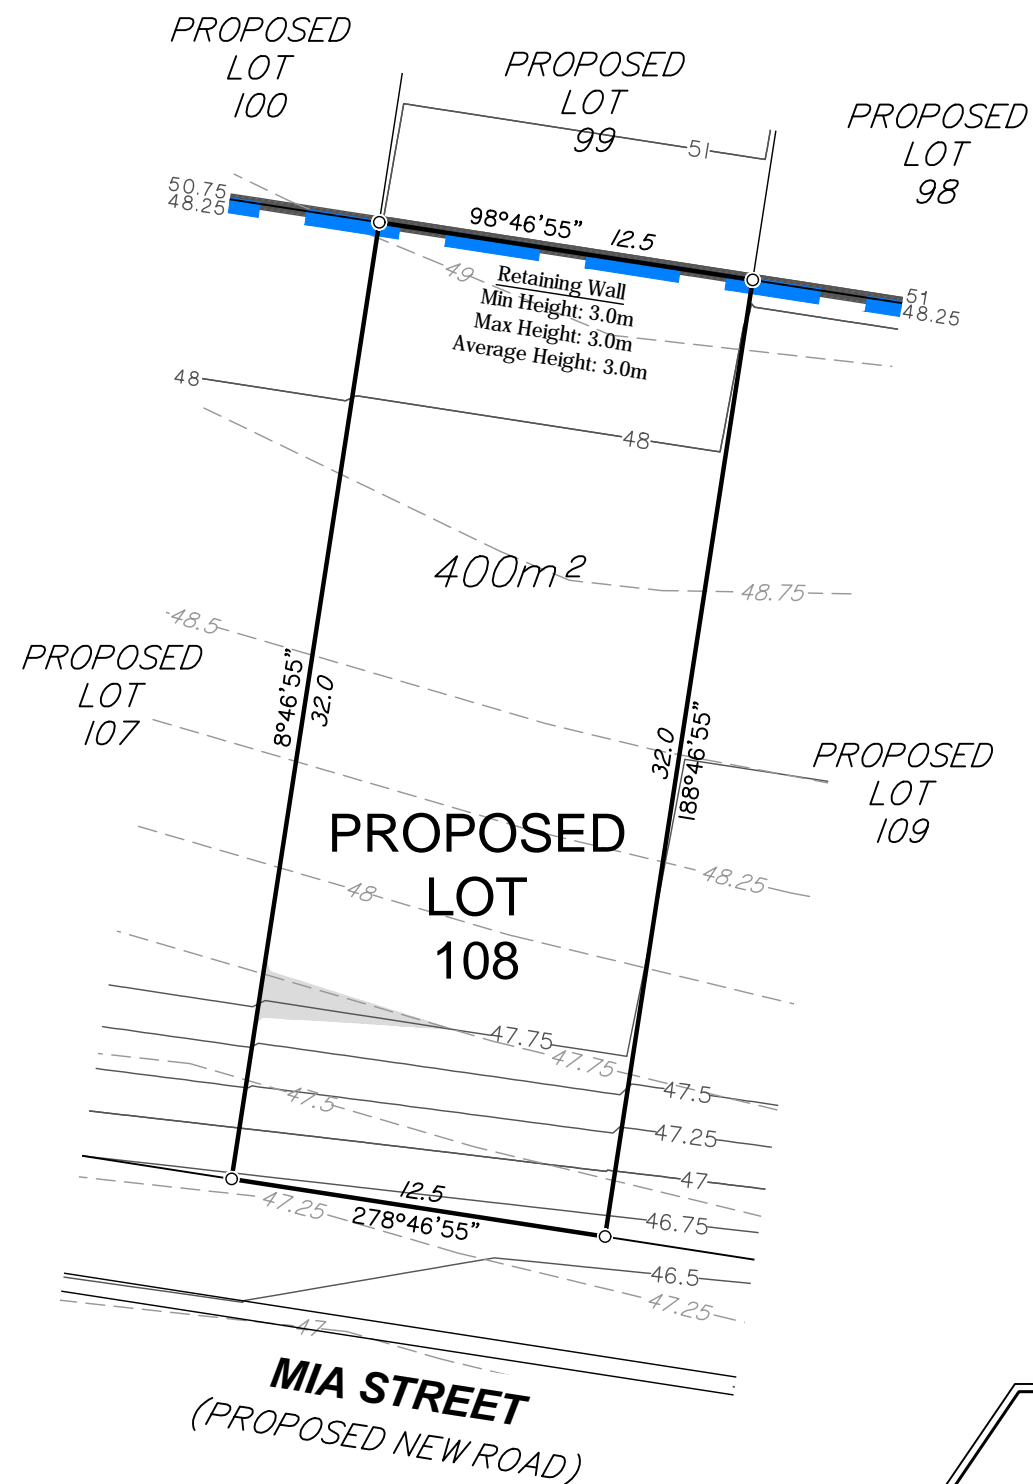 PROPOSED
LOT
100
PROPOSED
LOT
99
PROPOSED
LOT
98
51
50.75
48.25
98°46'55"
12.5
49
Retaining Wall
Min Height: 3.0m
Max Height: 3.0m
Average Height: 3.0m
51
48.25
48
48
400m²
48.75
48.5
PROPOSED
LOT
107
8°46'55"
32.0
32.0
188°46'55"
PROPOSED
LOT
109
PROPOSED
LOT
108
48.25
48
47.75
47.75
47.5
47.5
47.25
47
46.75
12.5
278°46'55"
47.25
46.5
47.25
47
MIA STREET
(PROPOSED NEW ROAD)